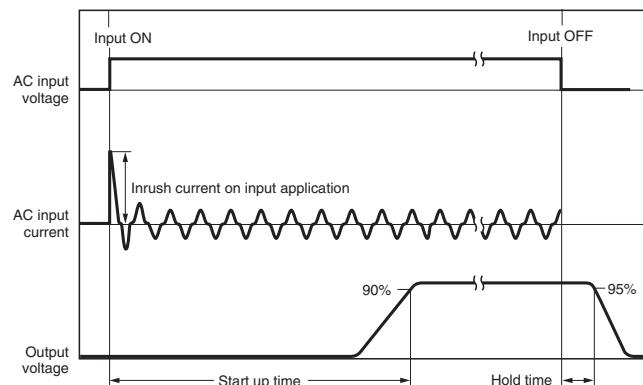 Input ON
Input OFF
AC input
voltage
Inrush current on input application
AC input
current
90%
95%
Output
voltage
Start up time
Hold time